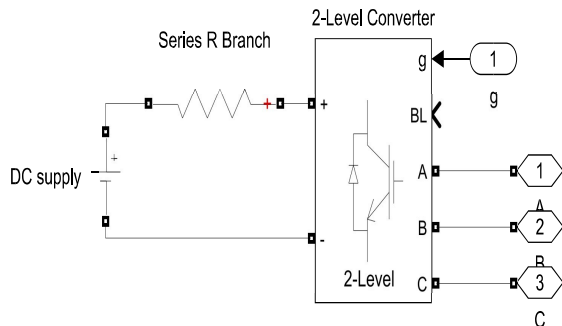 2-Level Converter
Series R Branch
g
1
g
+
+
BL
+
DC supply
A
1
A
B
2
B
-
2-Level
C
3
C